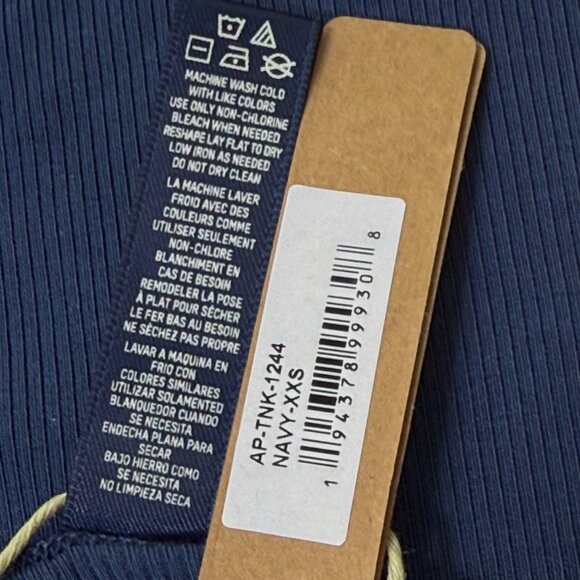 MACHINE WASH COLD
WITH LIKE COLORS
USE ONLY NON-CHLORINE
BLEACH WHEN NEEDED
RESHAPE LAY FLAT TO DRY
LOW IRON AS NEEDED
DO NOT DRY CLEAN
LA MACHINE LAVER
FROID AVEC DES
COULEURS COMME
UTILISER SEULEMENT
NON-CHLORE
BLANCHIMENT EN
CAS DE BESOIN
REMODELER LA POSE
À PLAT POUR SÉCHER
LE FER BAS AU BESOIN
NE SÉCHEZ PAS PROPRE
LAVAR A MAQUINA EN
FRIO CON
COLORES SIMILARES
UTILIZAR SOLAMENTED
BLANQUEDOR CUANDO
SE NECESITA
ENDECHA PLANA PARA
SECAR
BAJO HIERRO COMO
SE NECESITA
NO LIMPIEZA SECA
AP-TNK-1244
NAVY-XXS
1 94378 99930 8